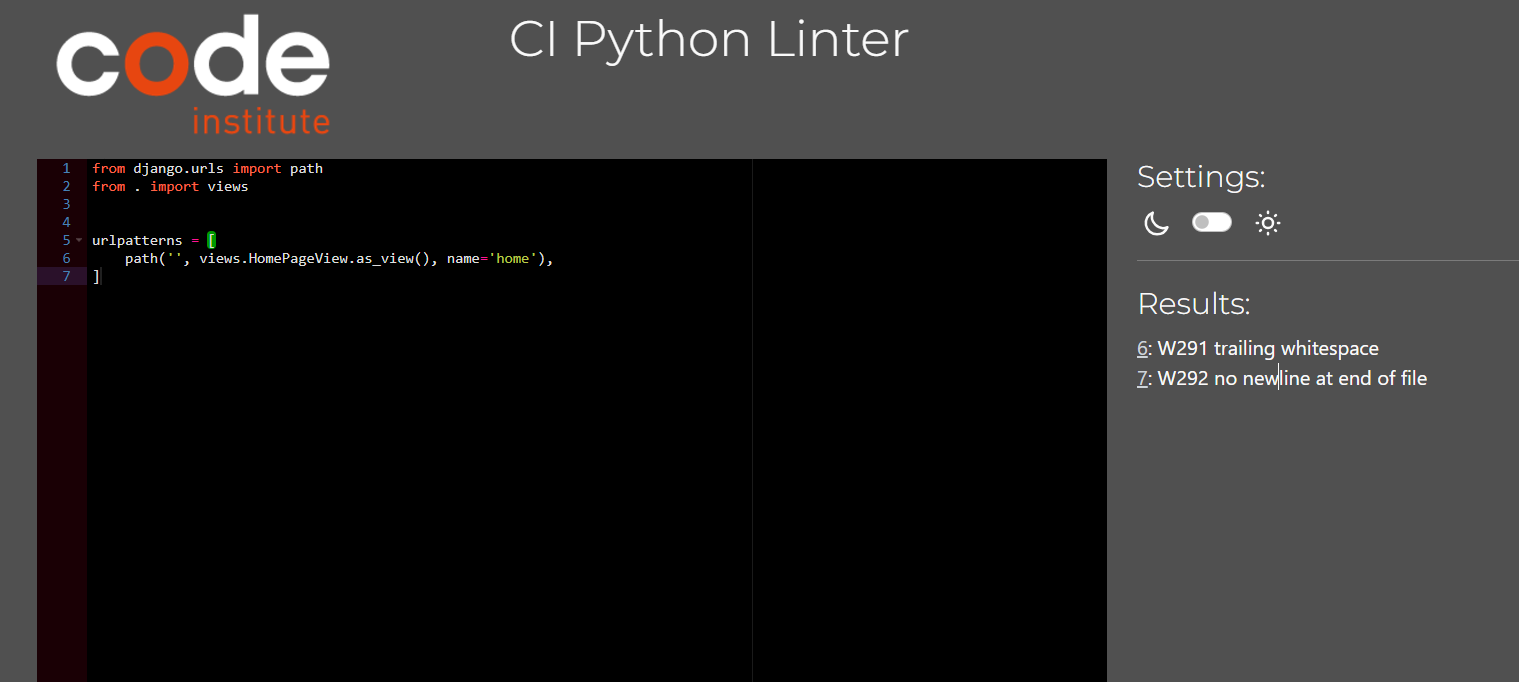 code
institute
CI Python Linter
1 from django.urls import path
2 from . import views
3
4
5 urlpatterns = [
6     path('', views.HomePageView.as_view(), name='home'),
7 ]
Settings:
Results:
6: W291 trailing whitespace
7: W292 no newline at end of file